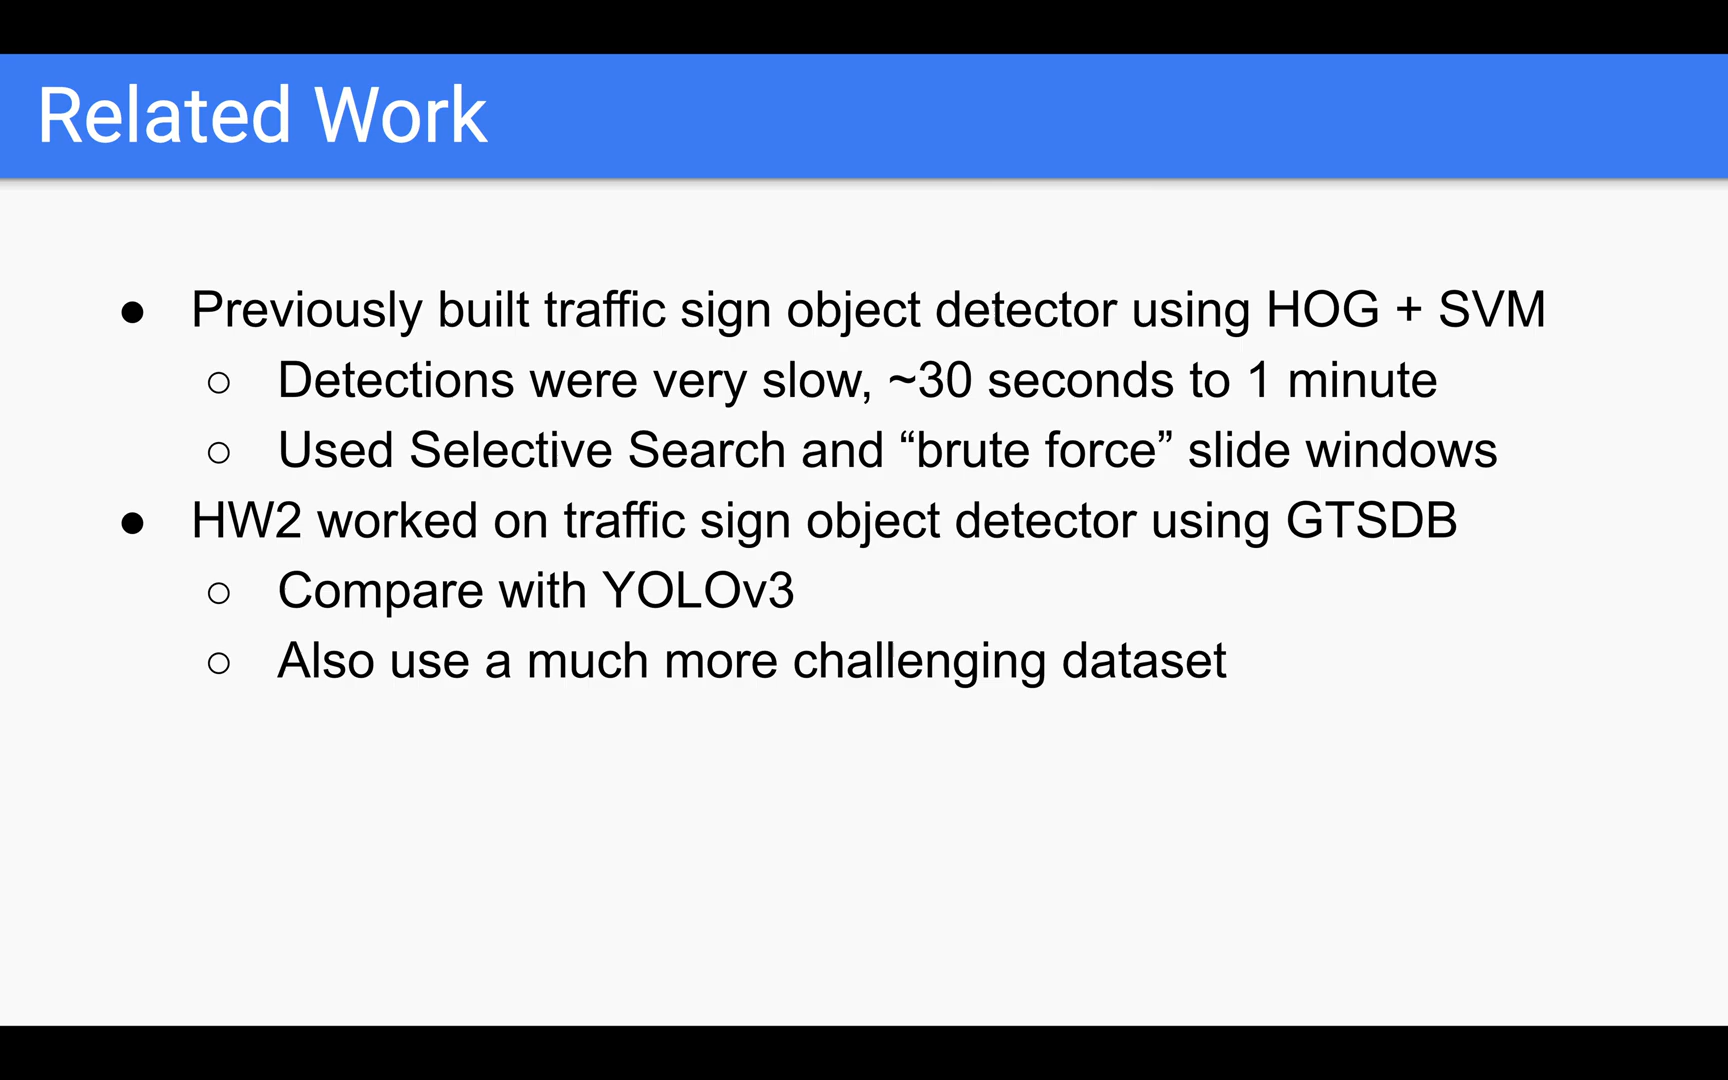 Related Work
● Previously built traffic sign object detector using HOG + SVM
○ Detections were very slow, ~30 seconds to 1 minute
○ Used Selective Search and “brute force” slide windows
● HW2 worked on traffic sign object detector using GTSDB
○ Compare with YOLOv3
○ Also use a much more challenging dataset